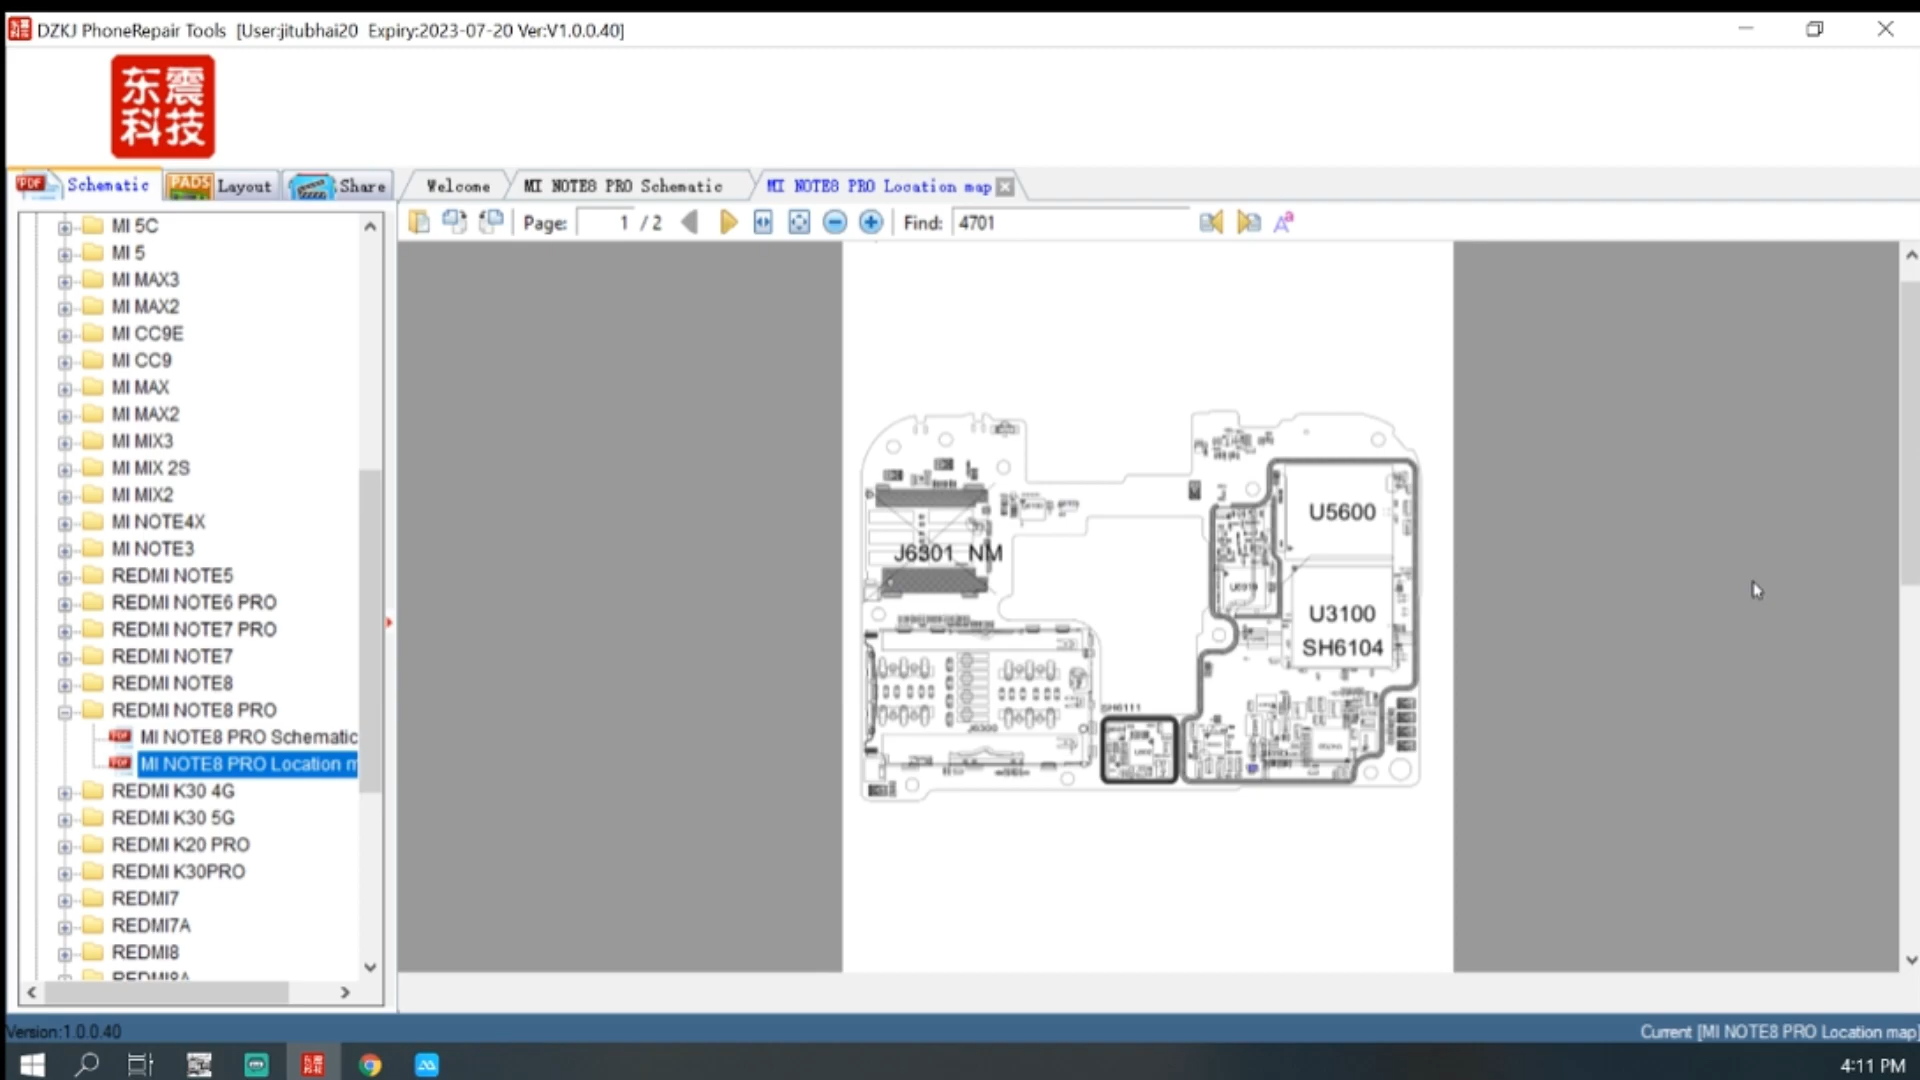 DZKJ PhoneRepair Tools [User:jitubhai20 Expiry:2023-07-20 Ver:V1.0.0.40]
东震
科技
PDF Schematic
PADS Layout
Share
Welcome
MI NOTE8 PRO Schematic
MI NOTE8 PRO Location map
Page: 1 / 2
Find: 4701
MI 5C
MI 5
MI MAX3
MI MAX2
MI CC9E
MI CC9
MI MAX
MI MAX2
MI MIX3
MI MIX 2S
MI MIX2
MI NOTE4X
MI NOTE3
REDMI NOTE5
REDMI NOTE6 PRO
REDMI NOTE7 PRO
REDMI NOTE7
REDMI NOTE8
REDMI NOTE8 PRO
MI NOTE8 PRO Schematic
MI NOTE8 PRO Location m
REDMI K30 4G
REDMI K30 5G
REDMI K20 PRO
REDMI K30PRO
REDMI7
REDMI7A
REDMI8
REDMI8A
J6301_NM
U5600
U3100
SH6104
SH6111
J6300
Version:1.0.0.40
Current [MI NOTE8 PRO Location map]
4:11 PM